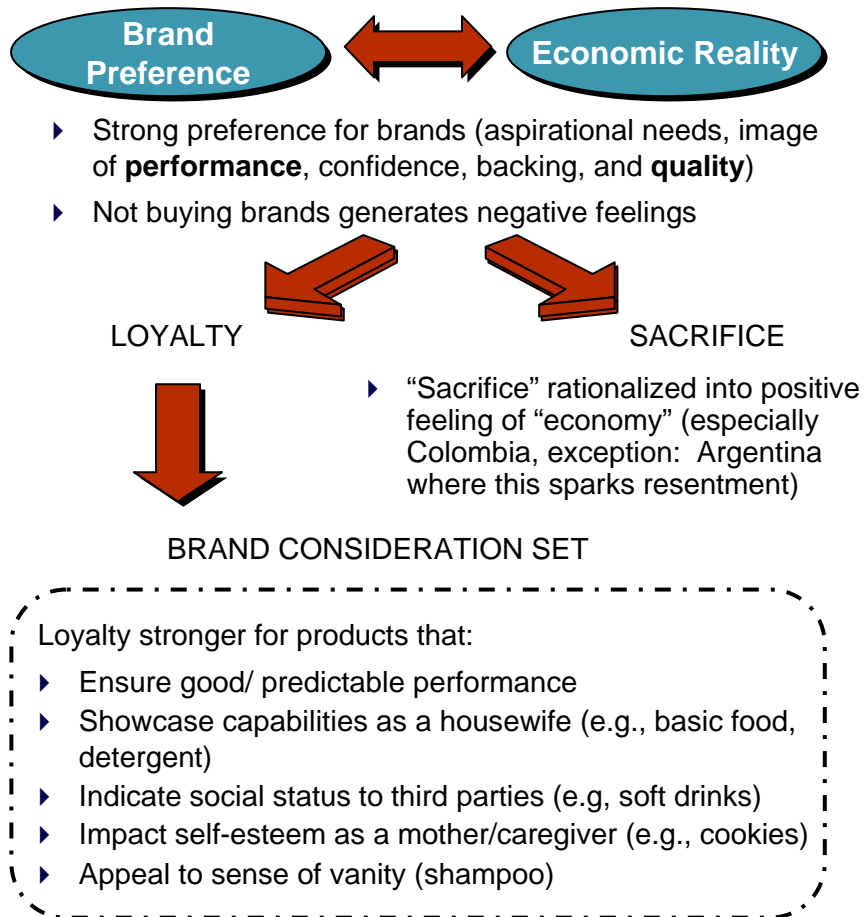 Brand
Preference
Economic Reality
Strong preference for brands (aspirational needs, image
of performance, confidence, backing, and quality)
Not buying brands generates negative feelings
LOYALTY
SACRIFICE
“Sacrifice” rationalized into positive
feeling of “economy” (especially
Colombia, exception: Argentina
where this sparks resentment)
BRAND CONSIDERATION SET
Loyalty stronger for products that:
Ensure good/ predictable performance
Showcase capabilities as a housewife (e.g., basic food,
detergent)
Indicate social status to third parties (e.g, soft drinks)
Impact self-esteem as a mother/caregiver (e.g., cookies)
Appeal to sense of vanity (shampoo)